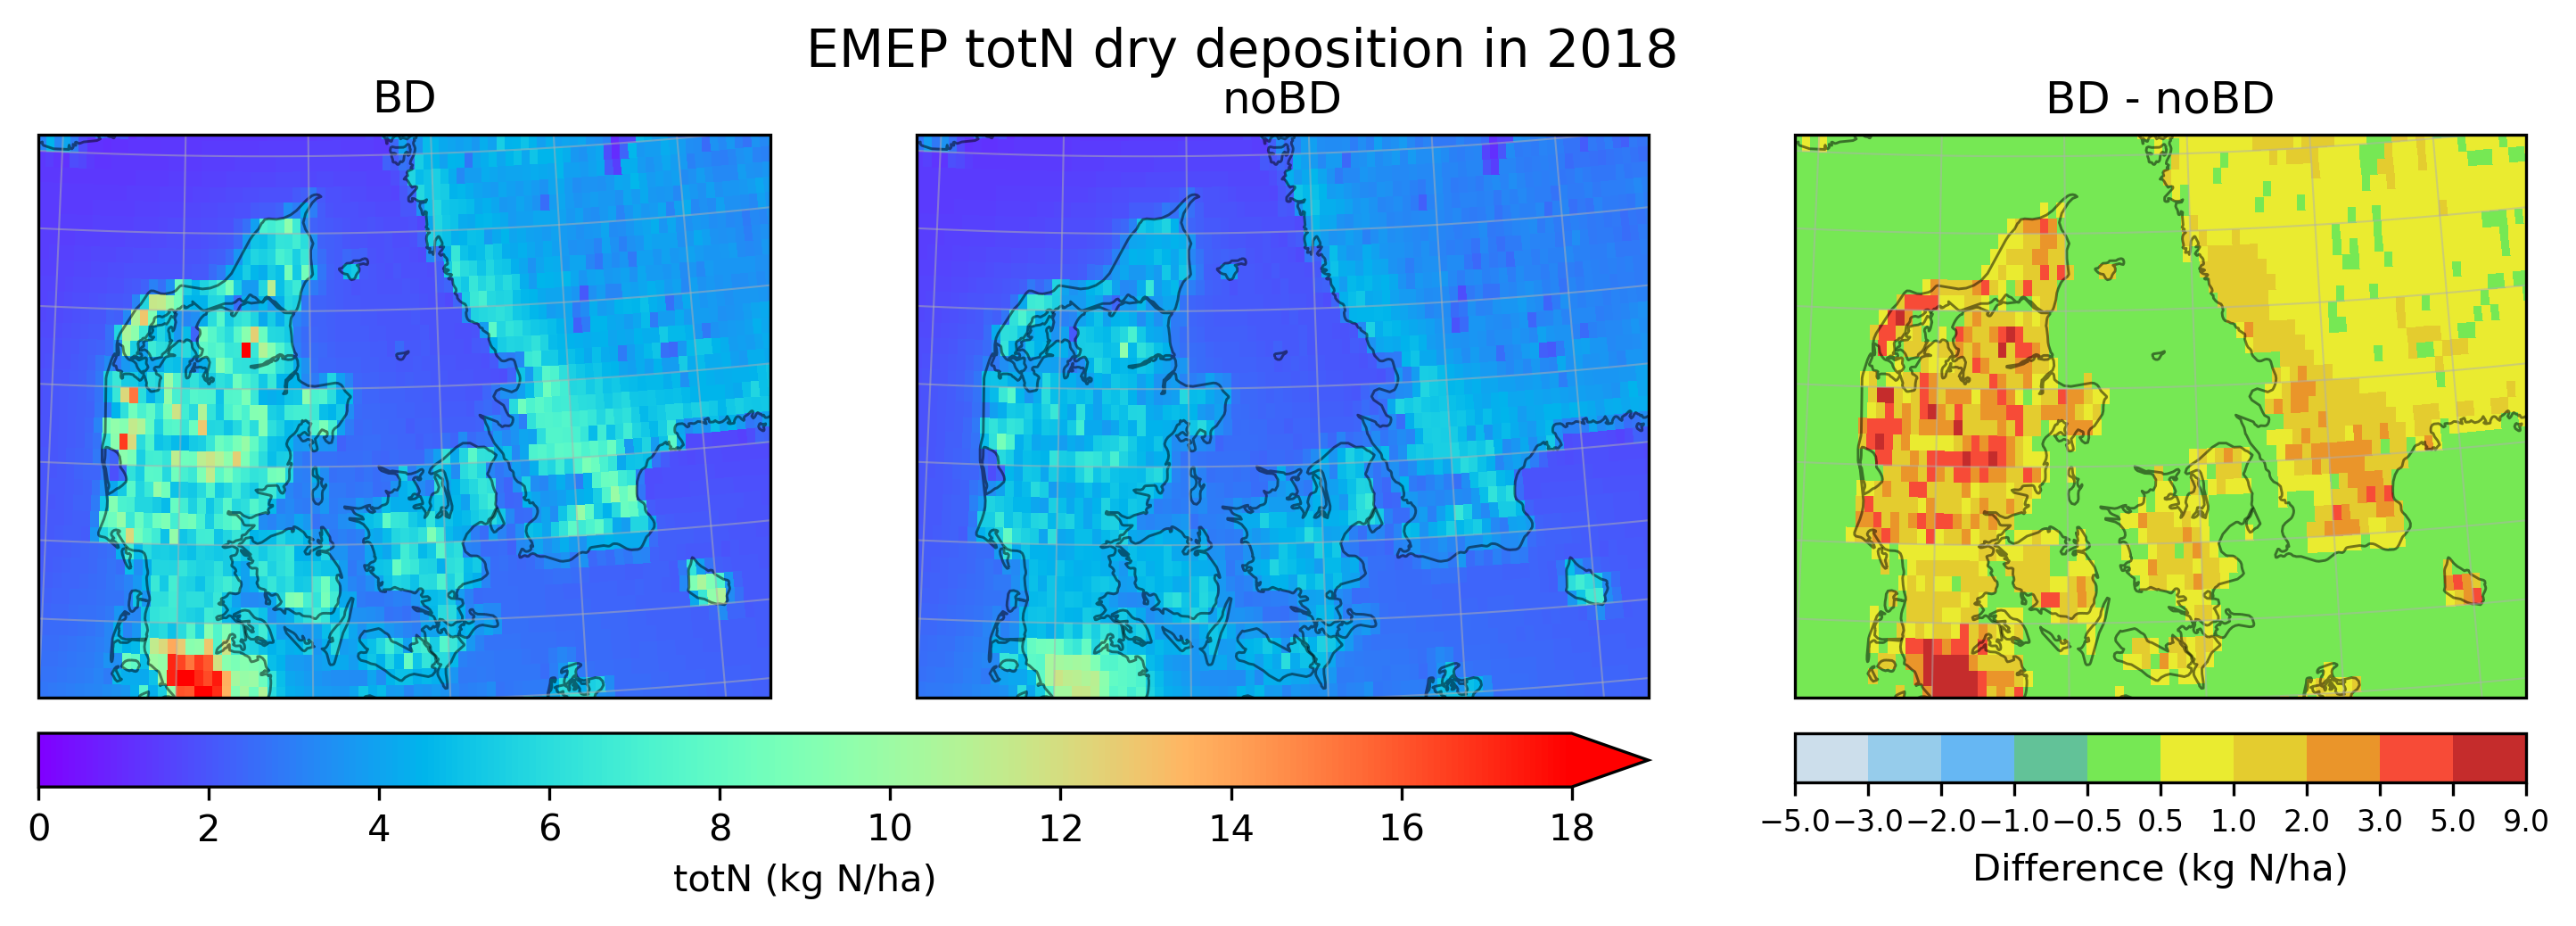 EMEP totN dry deposition in 2018
BD
noBD
BD - noBD
0 2 4 6 8 10 12 14 16 18
totN (kg N/ha)
−5.0 −3.0 −2.0 −1.0 −0.5 0.5 1.0 2.0 3.0 5.0 9.0
Difference (kg N/ha)